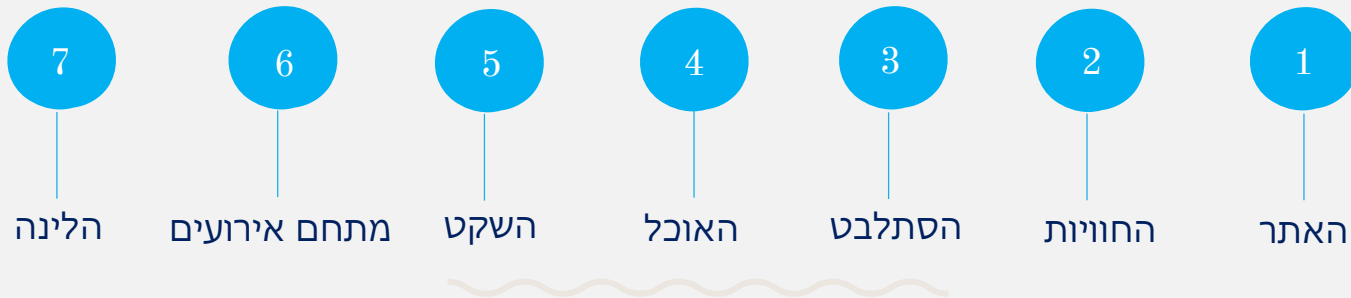 1 2 3 4 5 6 7
האתר החוויות הסתלבט האוכל השקט מתחם אירועים הלינה